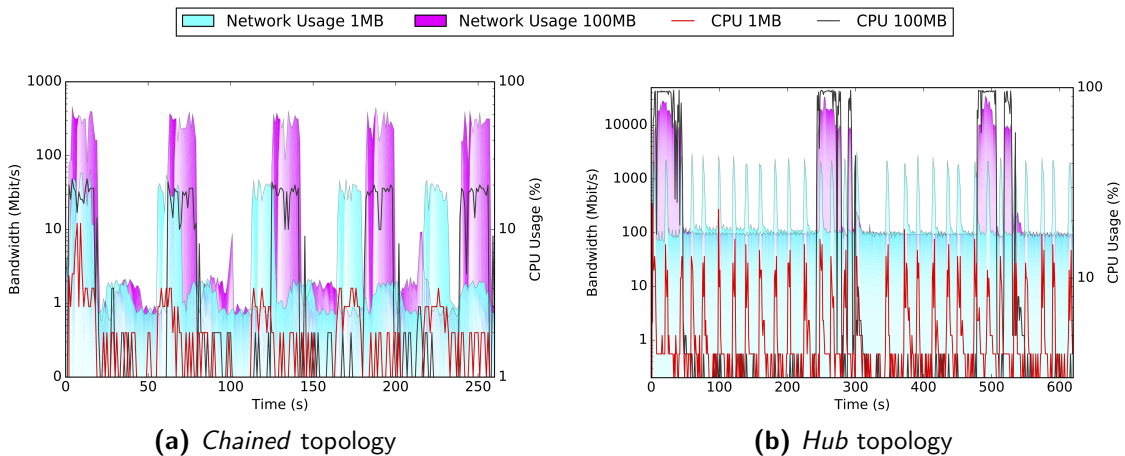 Network Usage 1MB Network Usage 100MB CPU 1MB CPU 100MB
1000
100
10
1
0
Bandwidth (Mbit/s)
0 50 100 150 200 250
Time (s)
100
10
1
CPU Usage (%)
(a) Chained topology
10000
1000
100
10
1
Bandwidth (Mbit/s)
0 100 200 300 400 500 600
Time (s)
100
10
CPU Usage (%)
(b) Hub topology